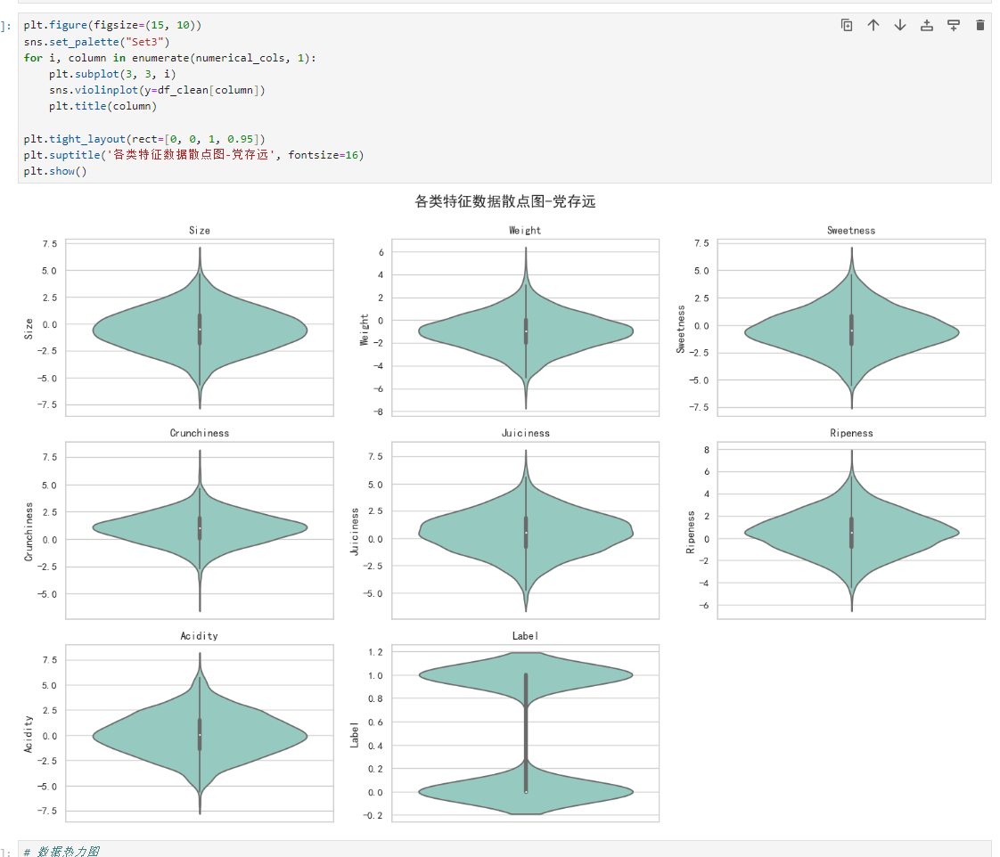 ]:
plt.figure(figsize=(15, 10))
sns.set_palette("Set3")
for i, column in enumerate(numerical_cols, 1):
    plt.subplot(3, 3, i)
    sns.violinplot(y=df_clean[column])
    plt.title(column)
plt.tight_layout(rect=[0, 0, 1, 0.95])
plt.suptitle('各类特征数据散点图-党存远', fontsize=16)
plt.show()
各类特征数据散点图-党存远
Size
7.5
5.0
2.5
0.0
-2.5
-5.0
-7.5
Size
Weight
6
4
2
0
-2
-4
-6
-8
Weight
Sweetness
7.5
5.0
2.5
0.0
-2.5
-5.0
-7.5
Sweetness
Crunchiness
7.5
5.0
2.5
0.0
-2.5
-5.0
Crunchiness
Juiciness
7.5
5.0
2.5
0.0
-2.5
-5.0
Juiciness
Ripeness
8
6
4
2
0
-2
-4
-6
Ripeness
Acidity
7.5
5.0
2.5
0.0
-2.5
-5.0
-7.5
Acidity
Label
1.2
1.0
0.8
0.6
0.4
0.2
0.0
-0.2
Label
]:
# 数据热力图